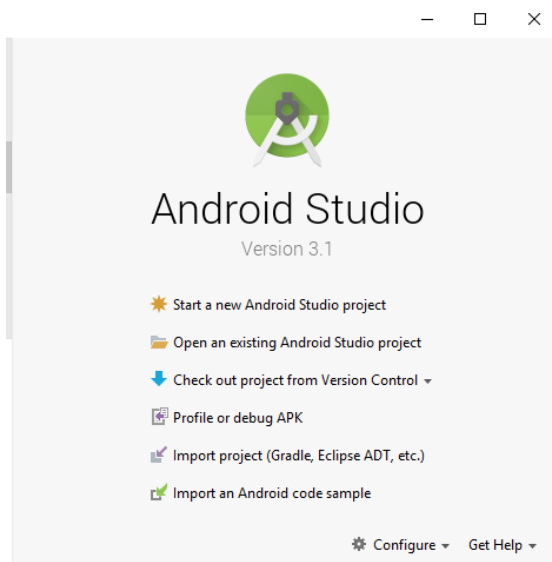 Android Studio
Version 3.1
Start a new Android Studio project
Open an existing Android Studio project
Check out project from Version Control
Profile or debug APK
Import project (Gradle, Eclipse ADT, etc.)
Import an Android code sample
Configure Get Help